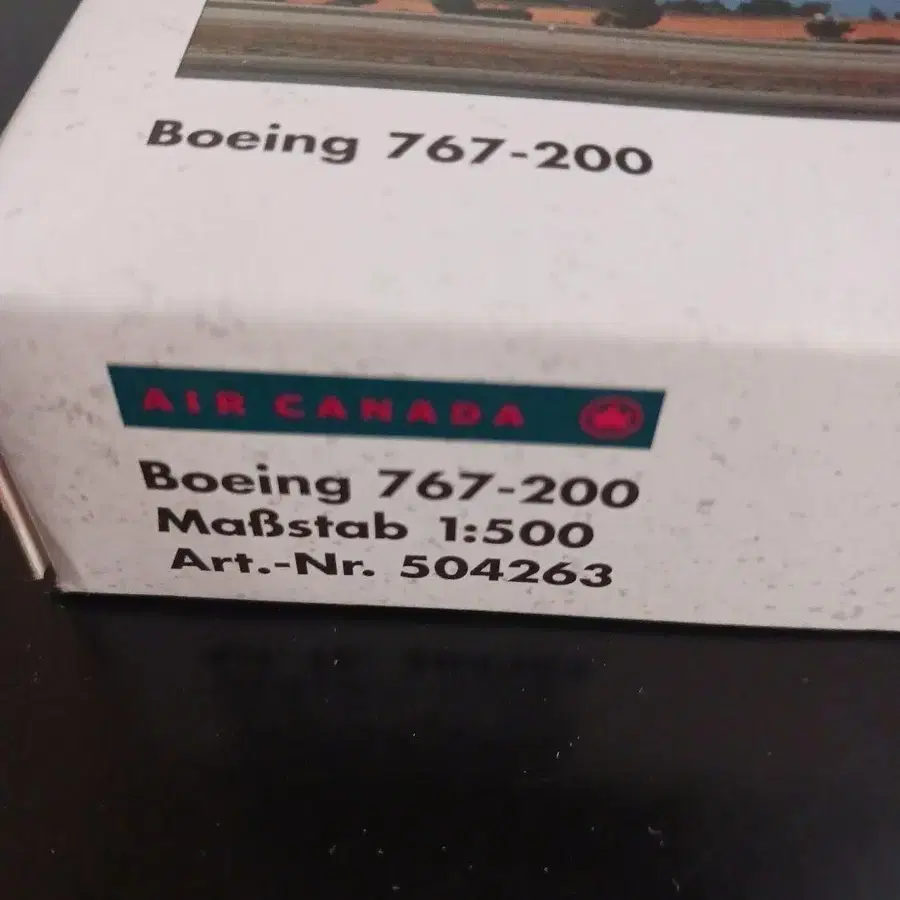 Boeing 767-200
AIR CANADA
Boeing 767-200
Maßstab 1:500
Art.-Nr. 504263